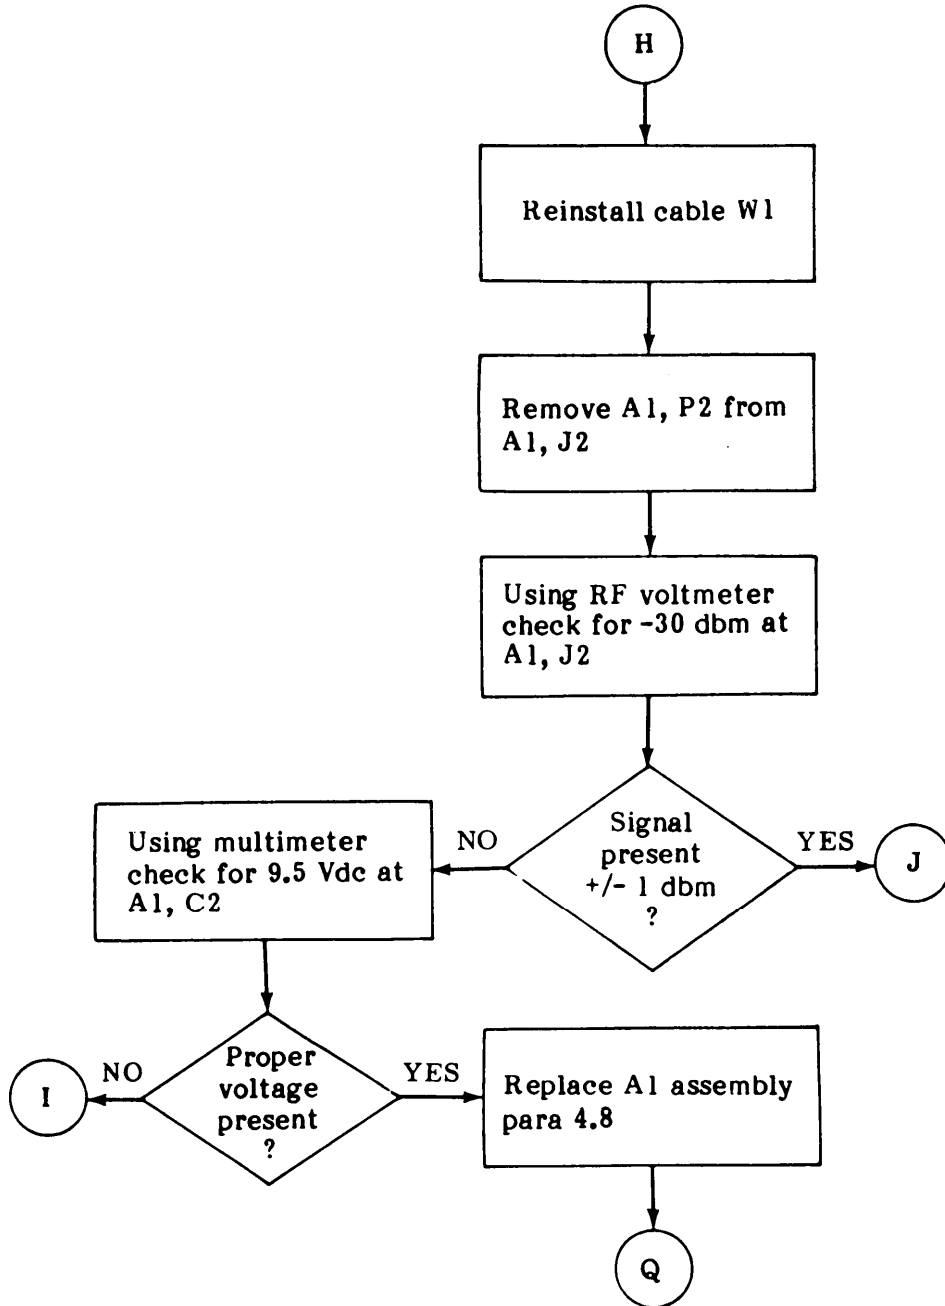 H
Reinstall cable W1
Remove A1, P2 from
A1, J2
Using RF voltmeter
check for -30 dbm at
A1, J2
Signal
present
+/- 1 dbm
?
NO
YES
J
Using multimeter
check for 9.5 Vdc at
A1, C2
Proper
voltage
present
?
NO
YES
I
Replace A1 assembly
para 4.8
Q